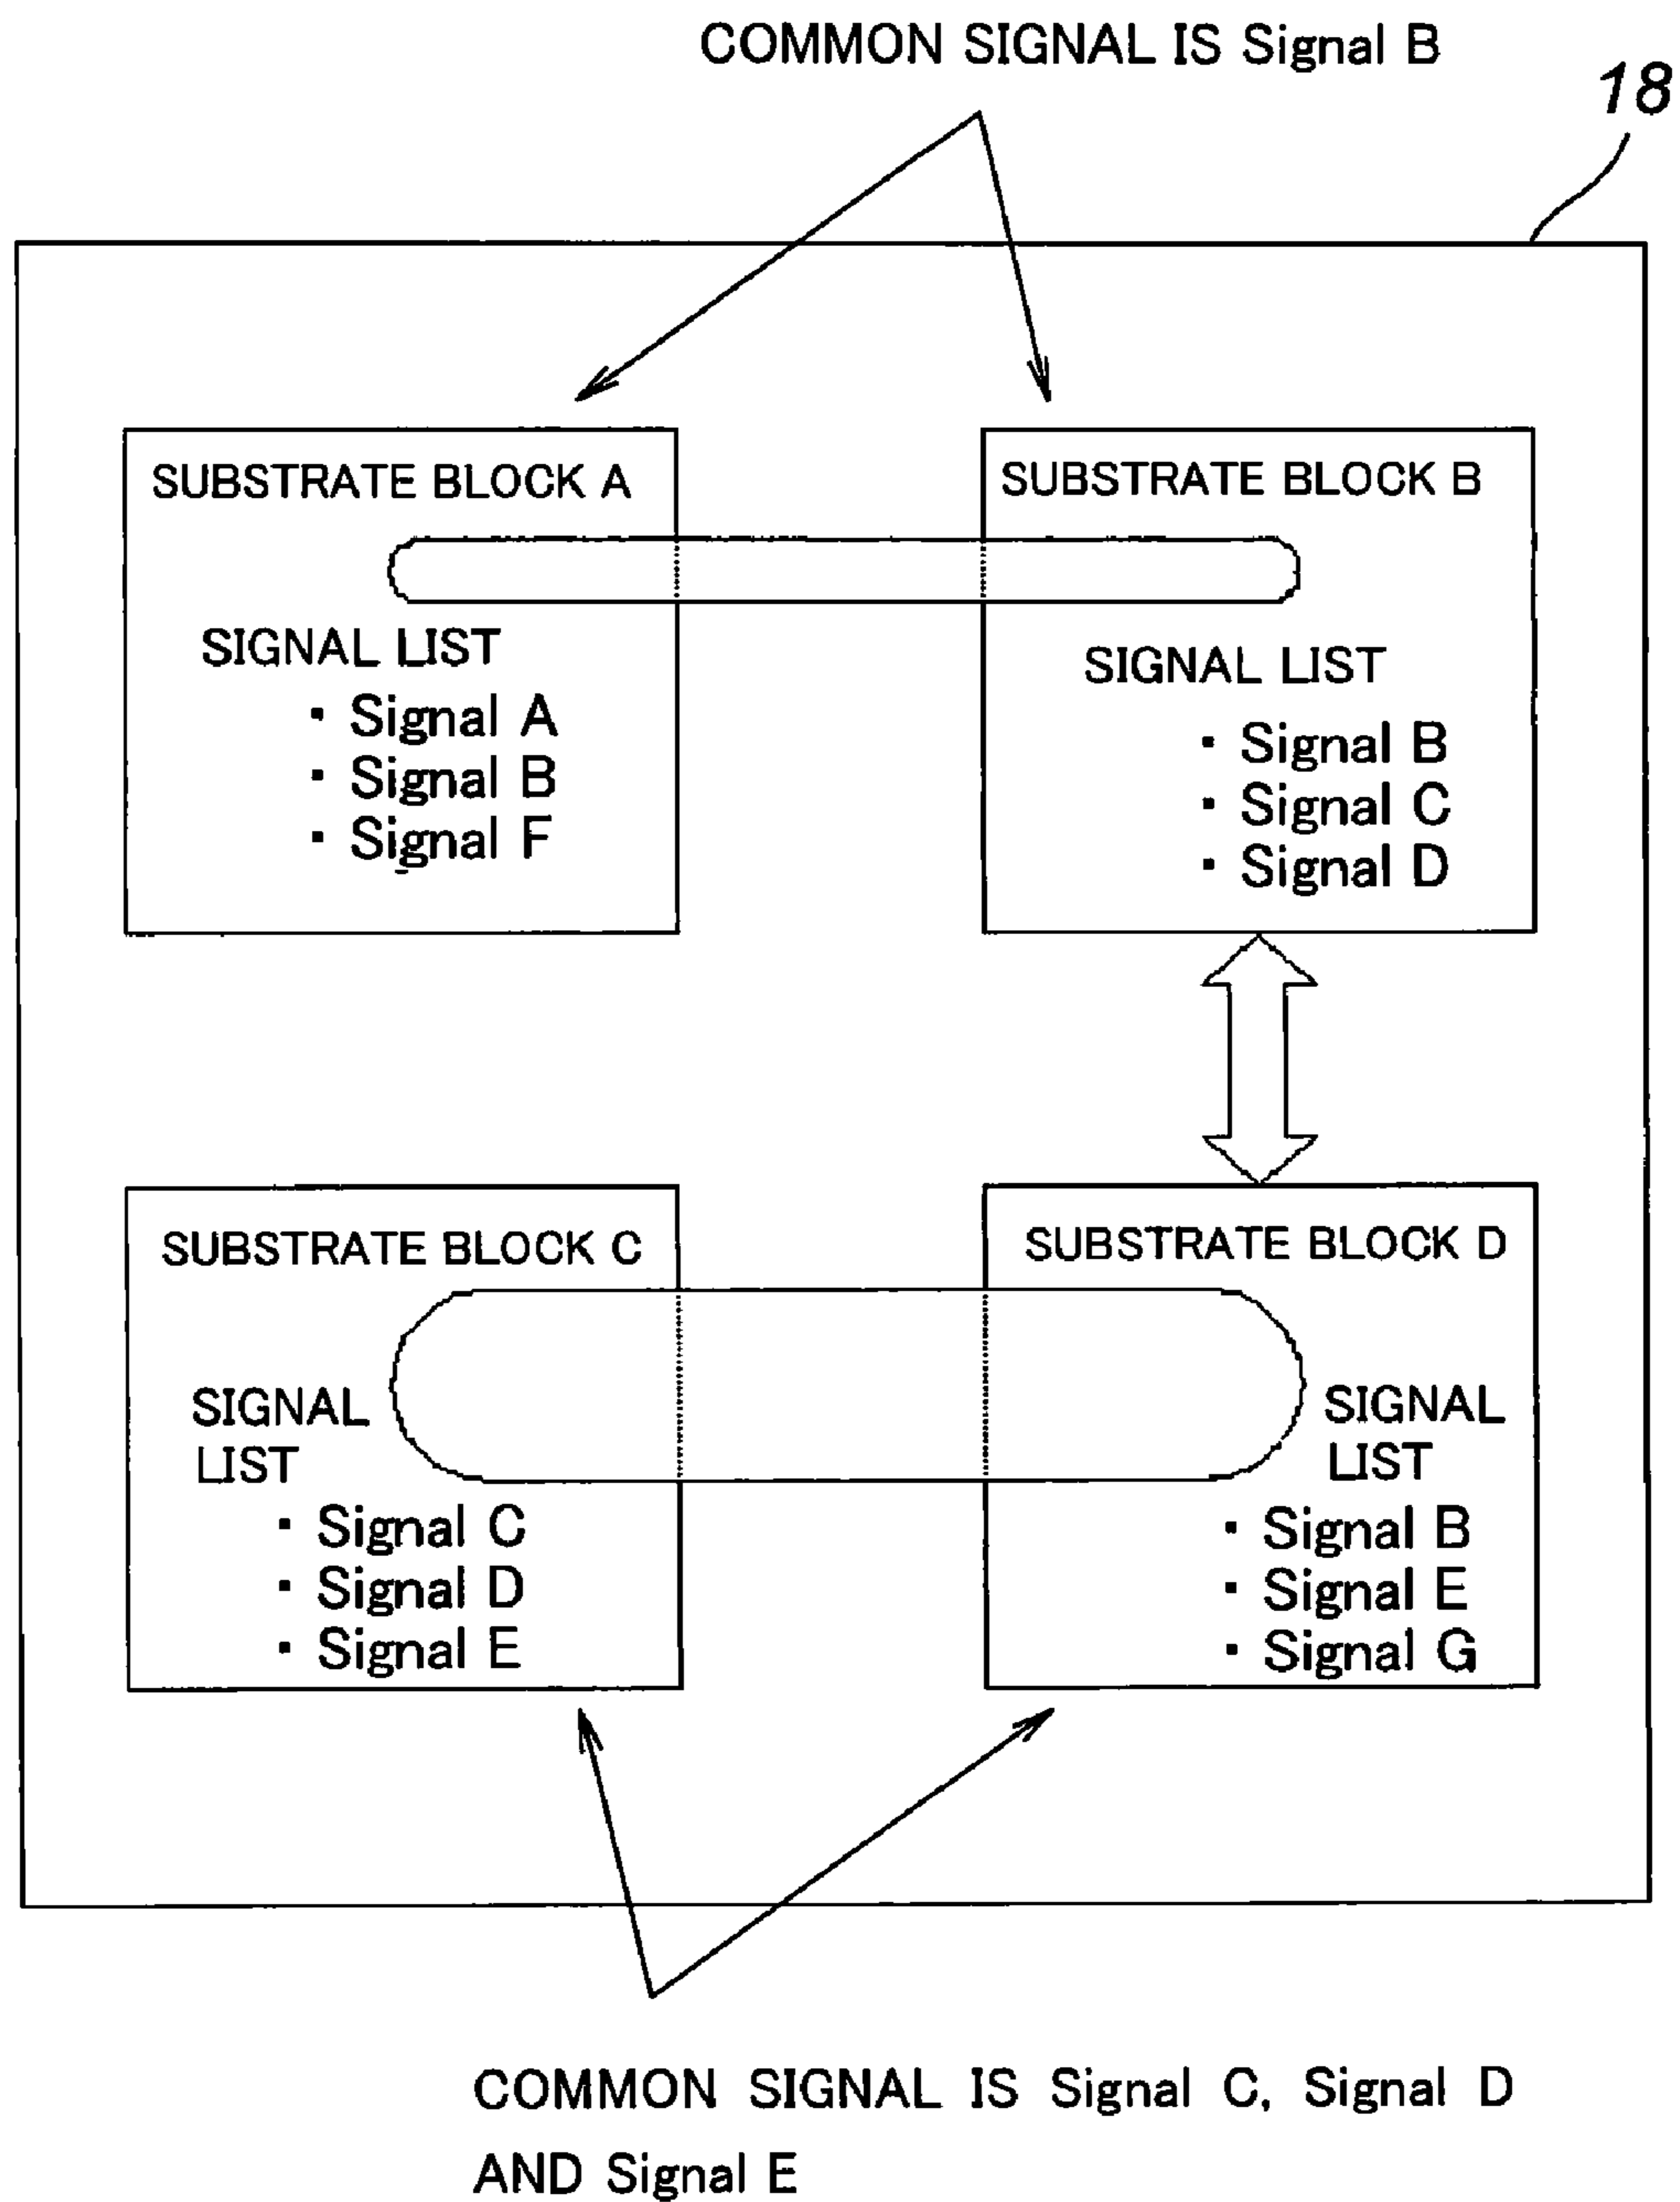 COMMON SIGNAL IS Signal B
18
SUBSTRATE BLOCK A
SIGNAL LIST
・ Signal A
・ Signal B
・ Signal F
SUBSTRATE BLOCK B
SIGNAL LIST
・ Signal B
・ Signal C
・ Signal D
SUBSTRATE BLOCK C
SIGNAL
LIST
・ Signal C
・ Signal D
・ Signal E
SUBSTRATE BLOCK D
SIGNAL
LIST
・ Signal B
・ Signal E
・ Signal G
COMMON SIGNAL IS Signal C, Signal D
AND Signal E